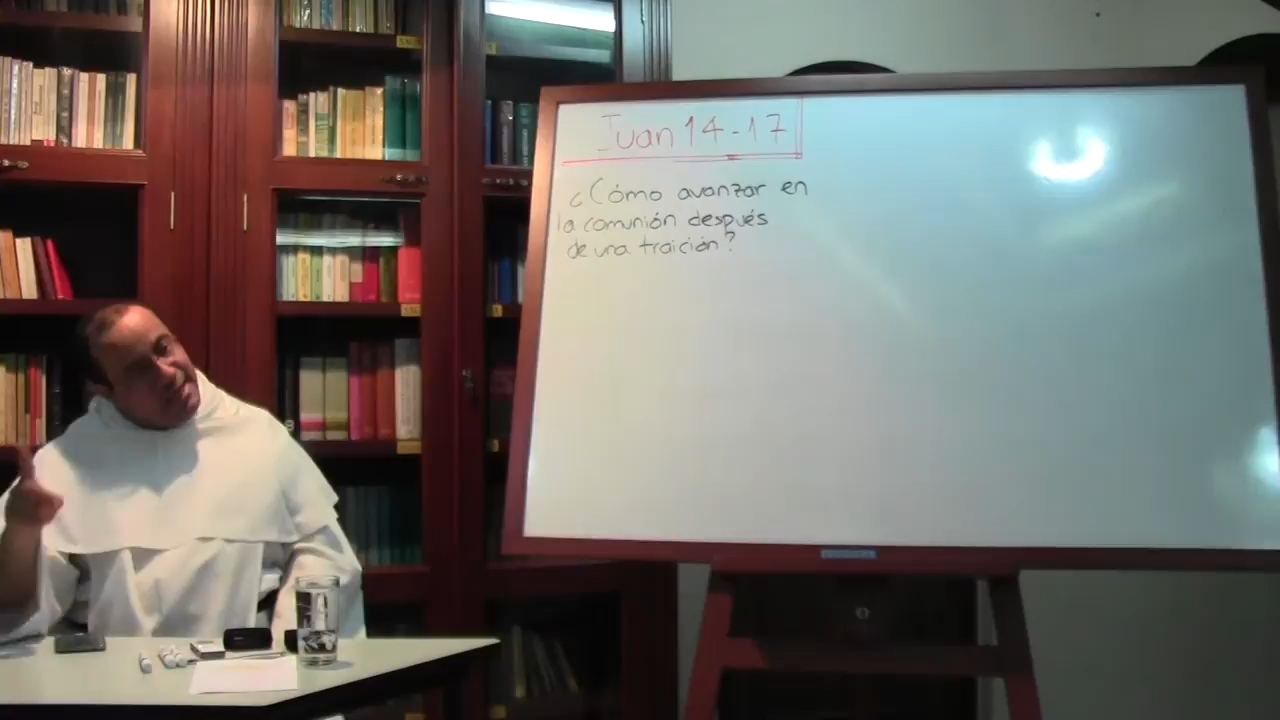 Juan 14-17
¿Cómo avanzar en
la comunión después
de una traición?